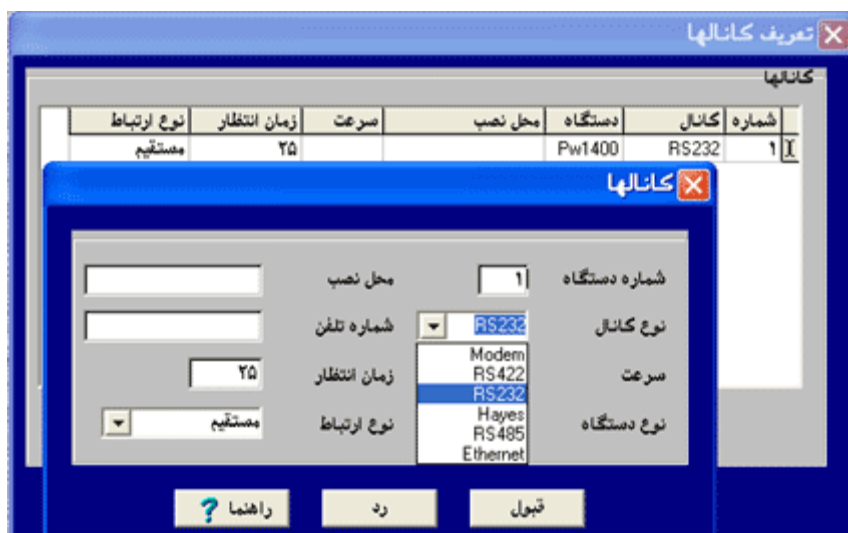 تعریف کانالها
کانالها
شماره کانال دستگاه محل نصب سرعت زمان انتظار نوع ارتباط
۱ RS232 Pw1400 ۲۵ مستقیم
کانالها
شماره دستگاه ۱ محل نصب
نوع کانال RS232 شماره تلفن
Modem
RS422
RS232
Hayes
RS485
Ethernet
سرعت زمان انتظار ۲۵
نوع دستگاه نوع ارتباط مستقیم
قبول رد راهنما ?